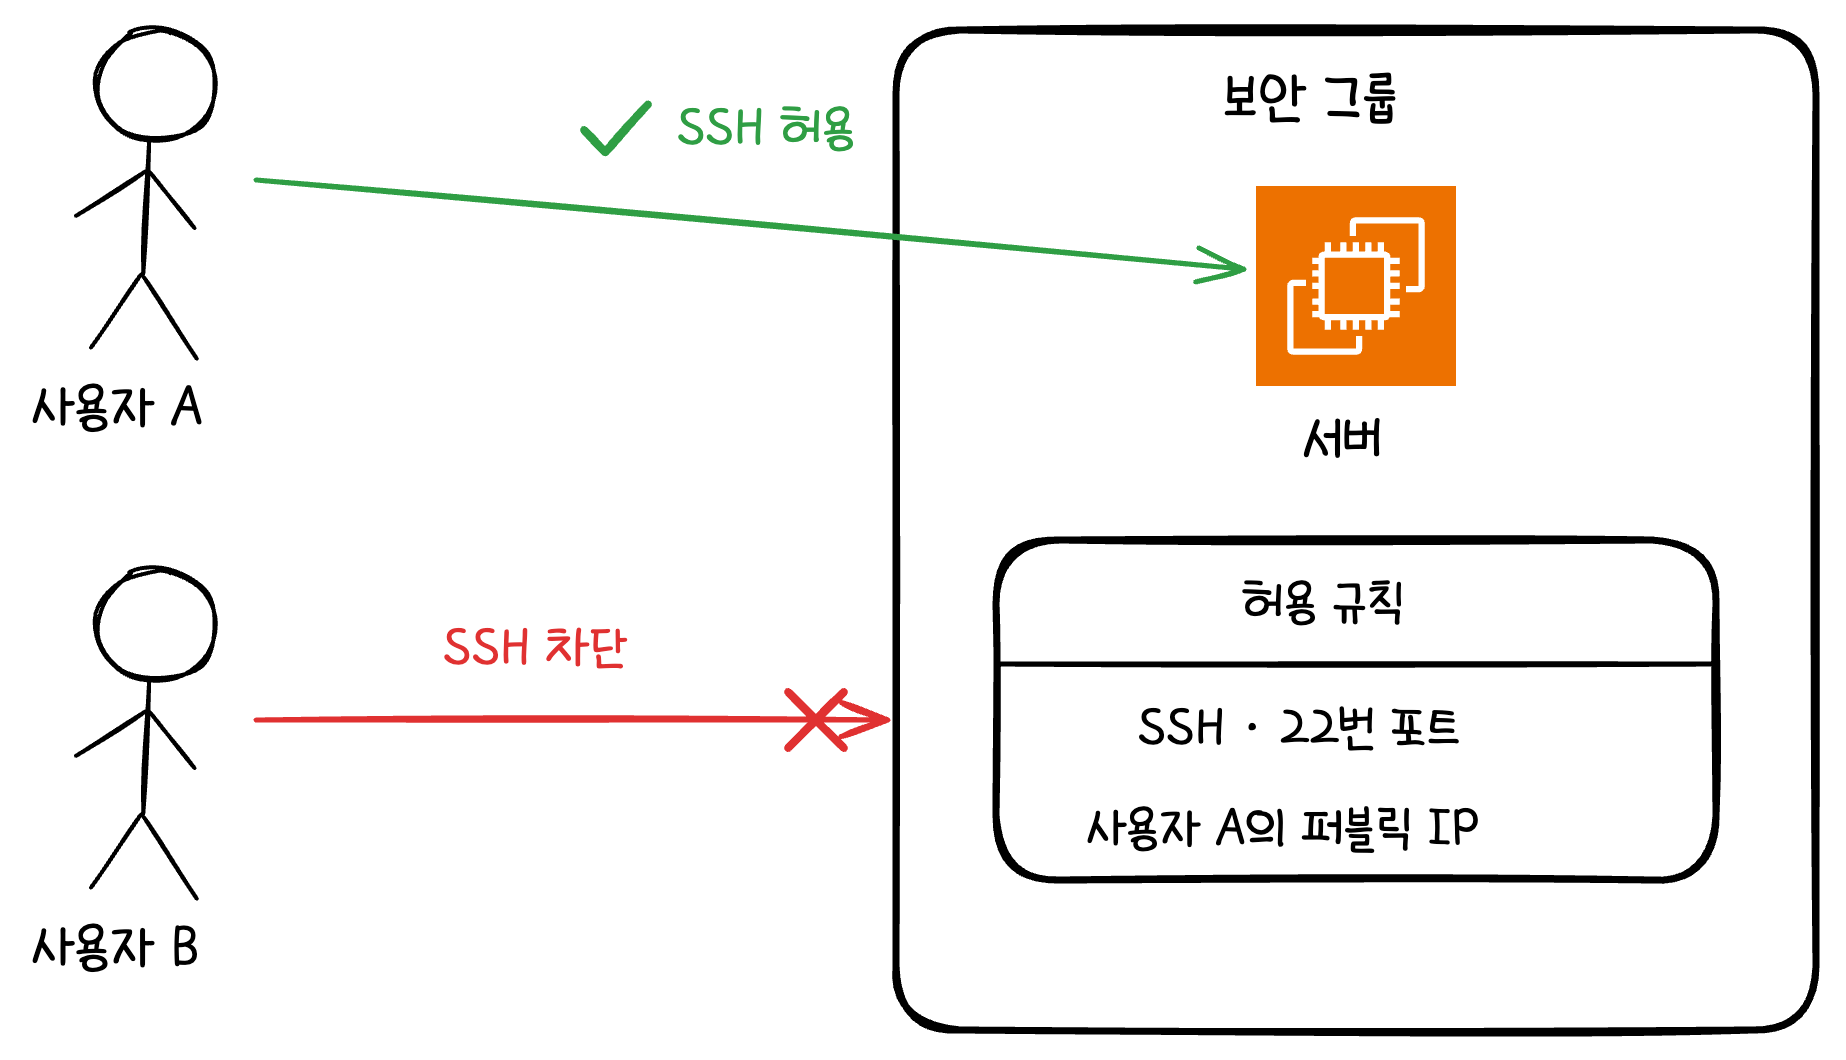 보안 그룹
SSH 허용
사용자 A
서버
허용 규칙
SSH 차단
SSH · 22번 포트
사용자 A의 퍼블릭 IP
사용자 B